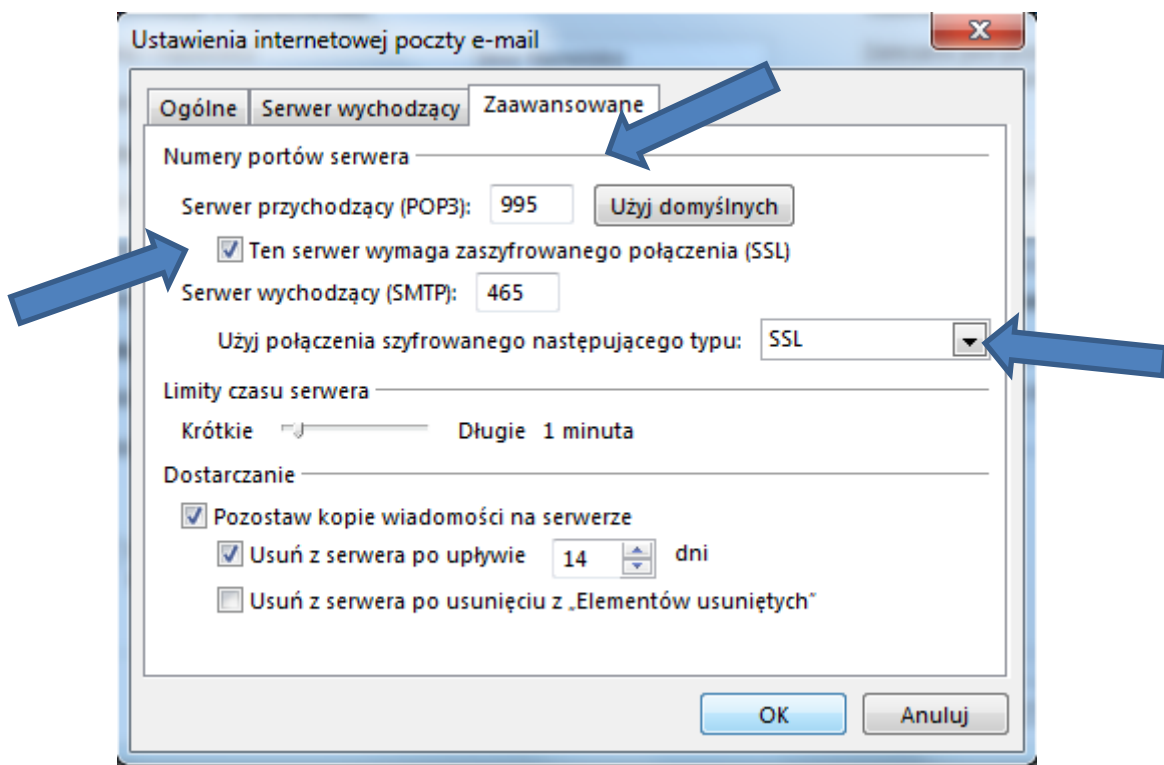 Ustawienia internetowej poczty e-mail
Ogólne Serwer wychodzący Zaawansowane
Numery portów serwera
Serwer przychodzący (POP3): 995 Użyj domyślnych
Ten serwer wymaga zaszyfrowanego połączenia (SSL)
Serwer wychodzący (SMTP): 465
Użyj połączenia szyfrowanego następującego typu: SSL
Limity czasu serwera
Krótkie Długie 1 minuta
Dostarczanie
Pozostaw kopie wiadomości na serwerze
Usuń z serwera po upływie 14 dni
Usuń z serwera po usunięciu z „Elementów usuniętych”
OK Anuluj